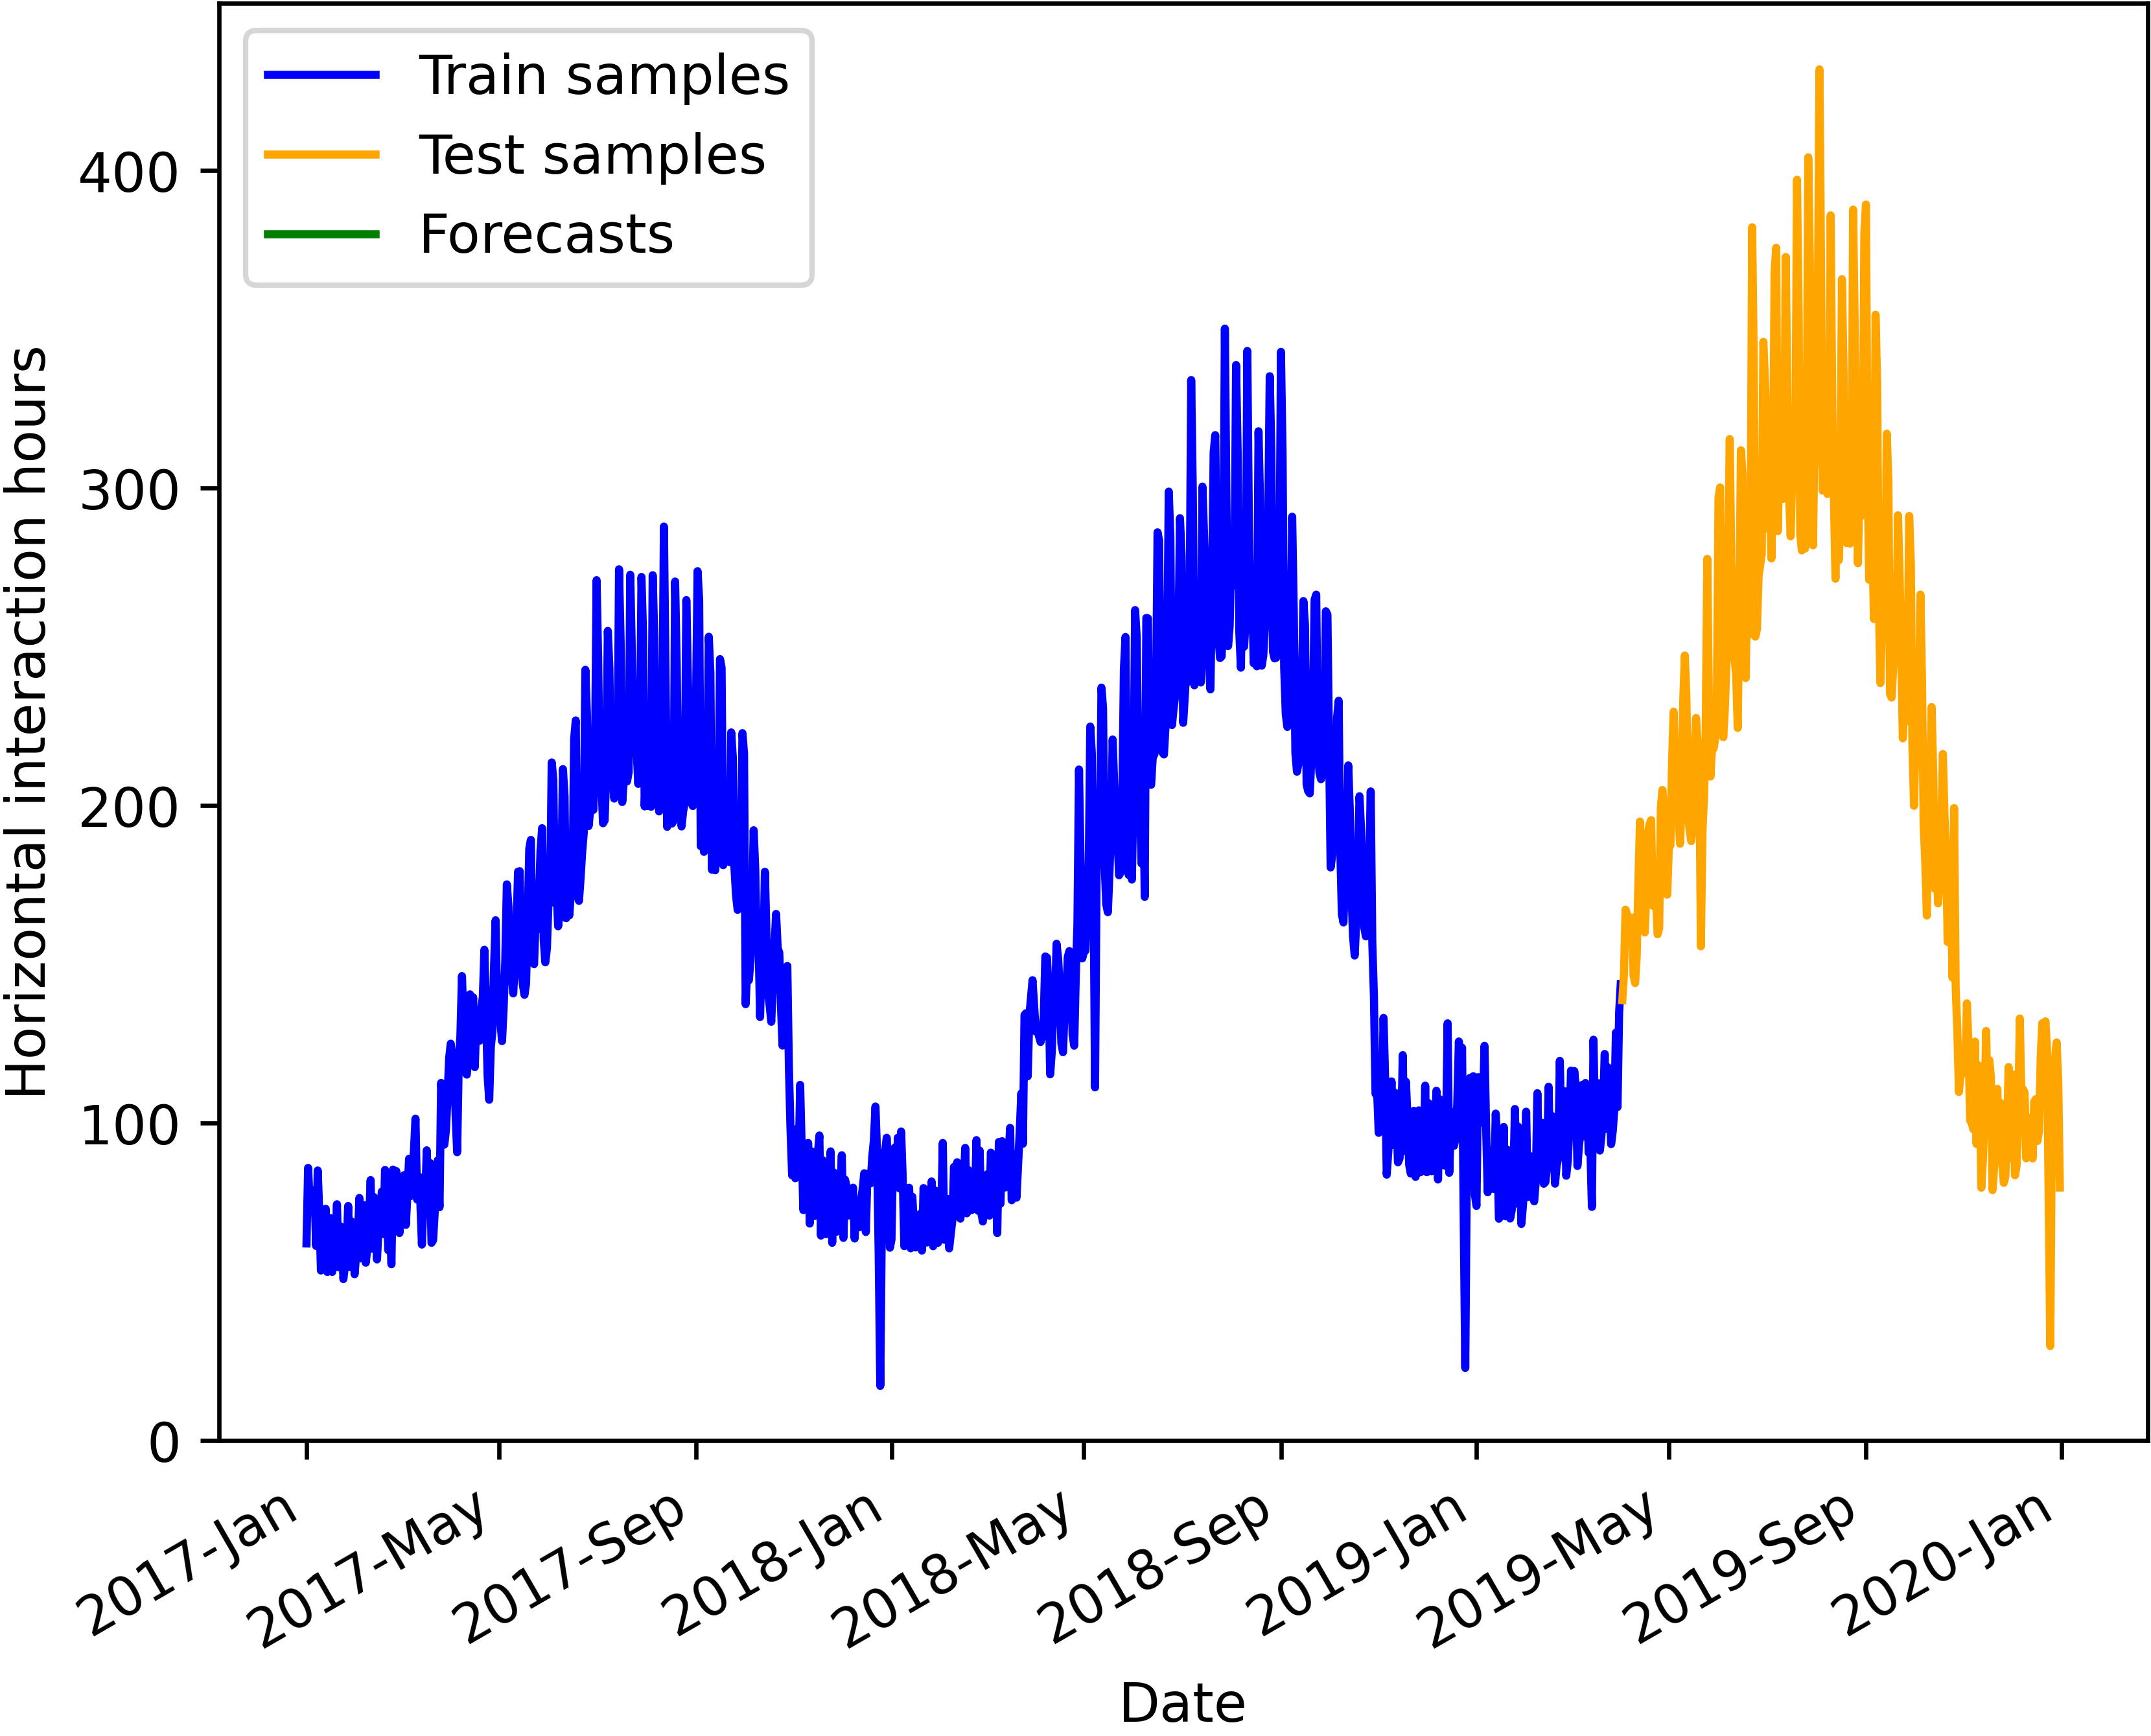 Train samples
Test samples
Forecasts
Horizontal interaction hours
400
300
200
100
0
2017-Jan
2017-May
2017-Sep
2018-Jan
2018-May
2018-Sep
2019-Jan
2019-May
2019-Sep
2020-Jan
Date